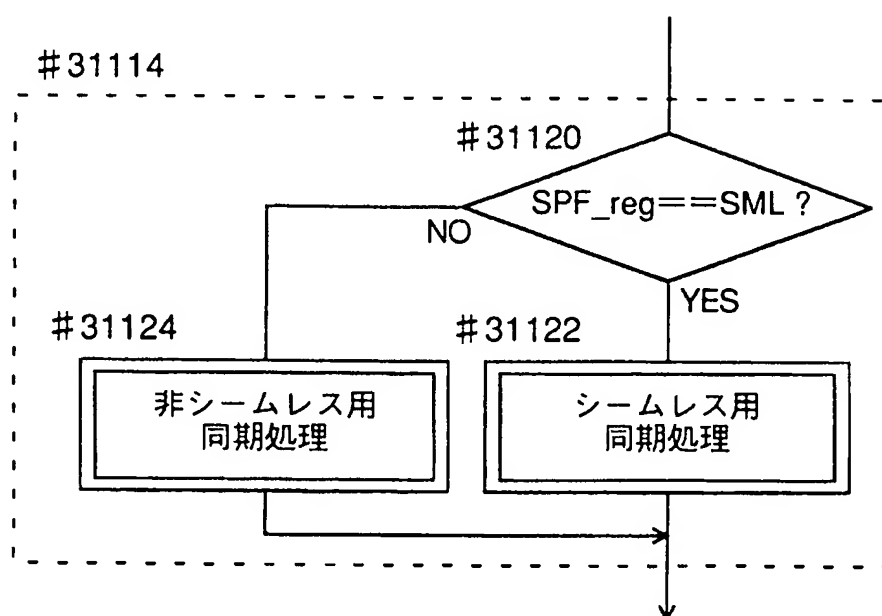 #31114
#31120
SPF_reg==SML ?
NO
YES
#31124
#31122
非シームレス用
同期処理
シームレス用
同期処理